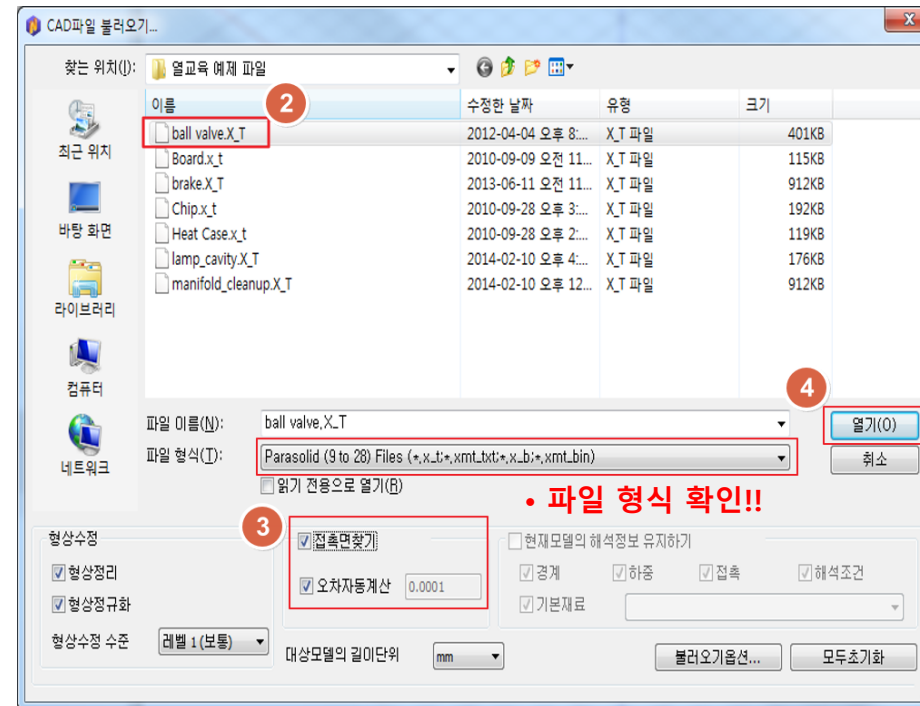 CAD파일 불러오기...
X
찾는 위치(I): 열교육 예제 파일
이름 수정한 날짜 유형 크기
2
ball valve.X_T 2012-04-04 오후 8:... X_T 파일 401KB
Board.x_t 2010-09-09 오전 11... X_T 파일 115KB
brake.X_T 2013-06-11 오전 11... X_T 파일 912KB
Chip.x_t 2010-09-28 오후 3:... X_T 파일 192KB
Heat Case.x_t 2010-09-28 오후 2:... X_T 파일 119KB
lamp_cavity.X_T 2014-02-10 오후 4:... X_T 파일 176KB
manifold_cleanup.X_T 2014-02-10 오후 12... X_T 파일 912KB
최근 위치
바탕 화면
라이브러리
컴퓨터
네트워크
4
파일 이름(N): ball valve.X_T 열기(O)
파일 형식(T): Parasolid (9 to 28) Files (*.x_t;*.xmt_txt;*.x_b;*.xmt_bin) 취소
읽기 전용으로 열기(R)
• 파일 형식 확인!!
3
형상수정 접촉면찾기 현재모델의 해석정보 유지하기
형상정리 오차자동계산 0.0001 경계 하중 접촉 해석조건
형상정규화 기본재료
형상수정 수준 레벨 1 (보통) 대상모델의 길이단위 mm 불러오기옵션... 모두초기화